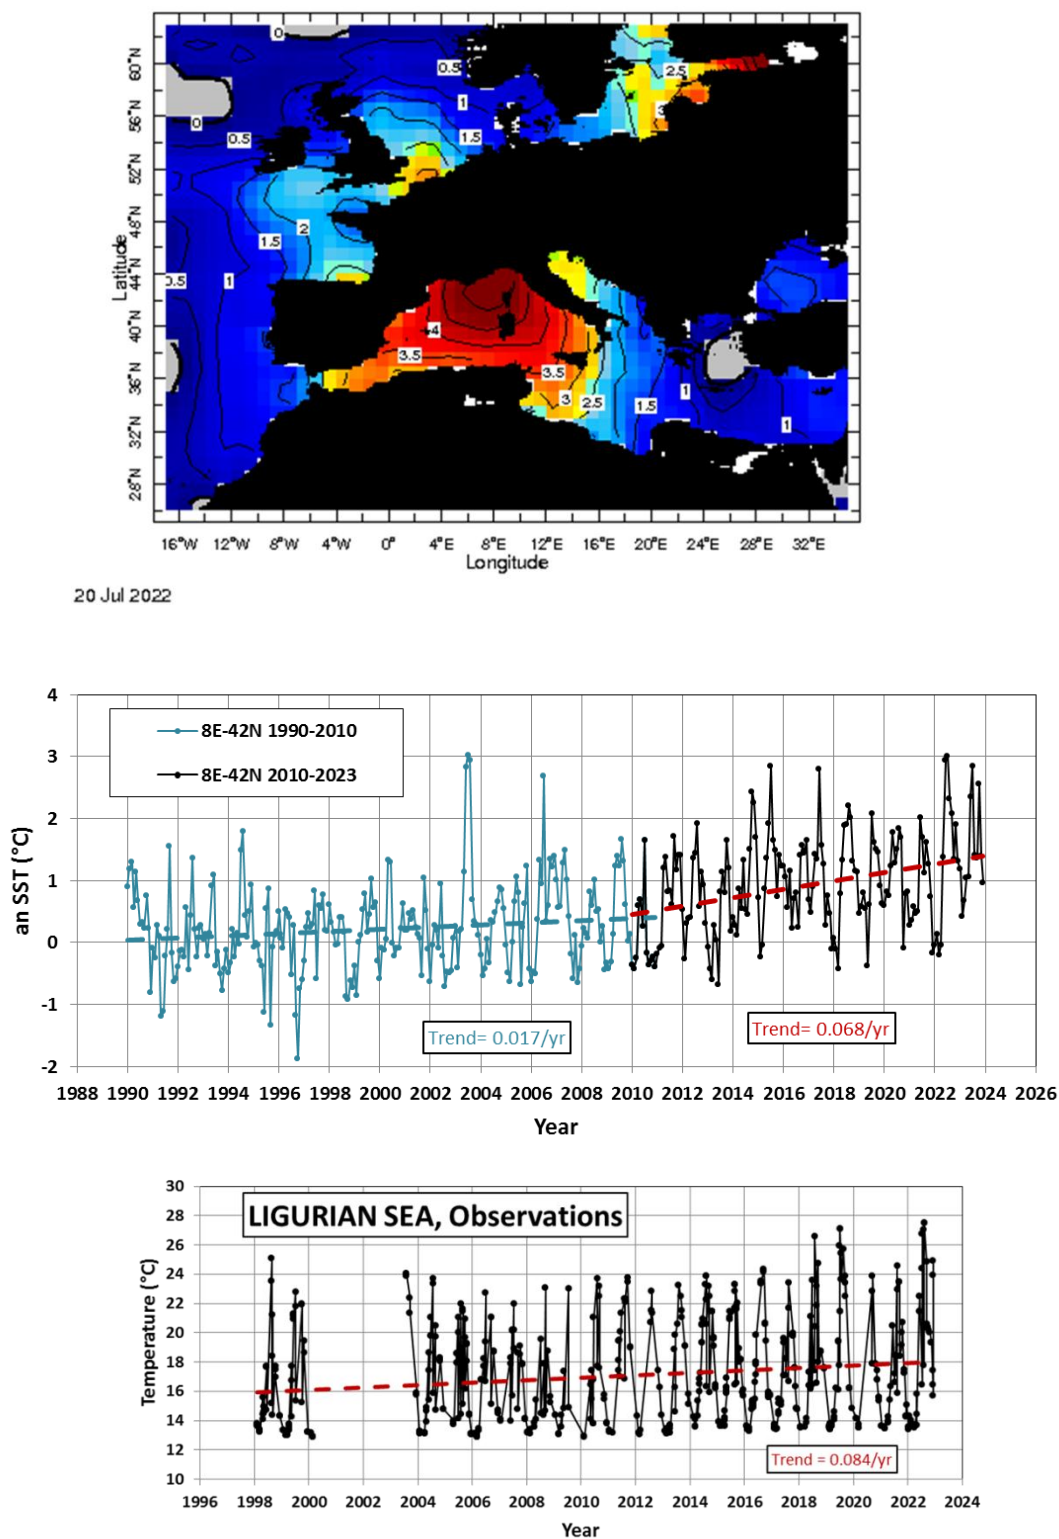 0
0.5
2.5
1
3
0
0.5
1.5
2
1.5
0.5
1
4
3.5
3.5
3
2.5
1.5
1
1
60°N
56°N
52°N
48°N
44°N
40°N
36°N
32°N
28°N
Latitude
16°W 12°W 8°W 4°W 0° 4°E 8°E 12°E 16°E 20°E 24°E 28°E 32°E
Longitude
20 Jul 2022
4
3
2
1
0
-1
-2
an SST (°C)
8E-42N 1990-2010
8E-42N 2010-2023
Trend= 0.017/yr
Trend= 0.068/yr
1988 1990 1992 1994 1996 1998 2000 2002 2004 2006 2008 2010 2012 2014 2016 2018 2020 2022 2024 2026
Year
30
28
26
24
22
20
18
16
14
12
10
Temperature (°C)
LIGURIAN SEA, Observations
Trend = 0.084/yr
1996 1998 2000 2002 2004 2006 2008 2010 2012 2014 2016 2018 2020 2022 2024
Year